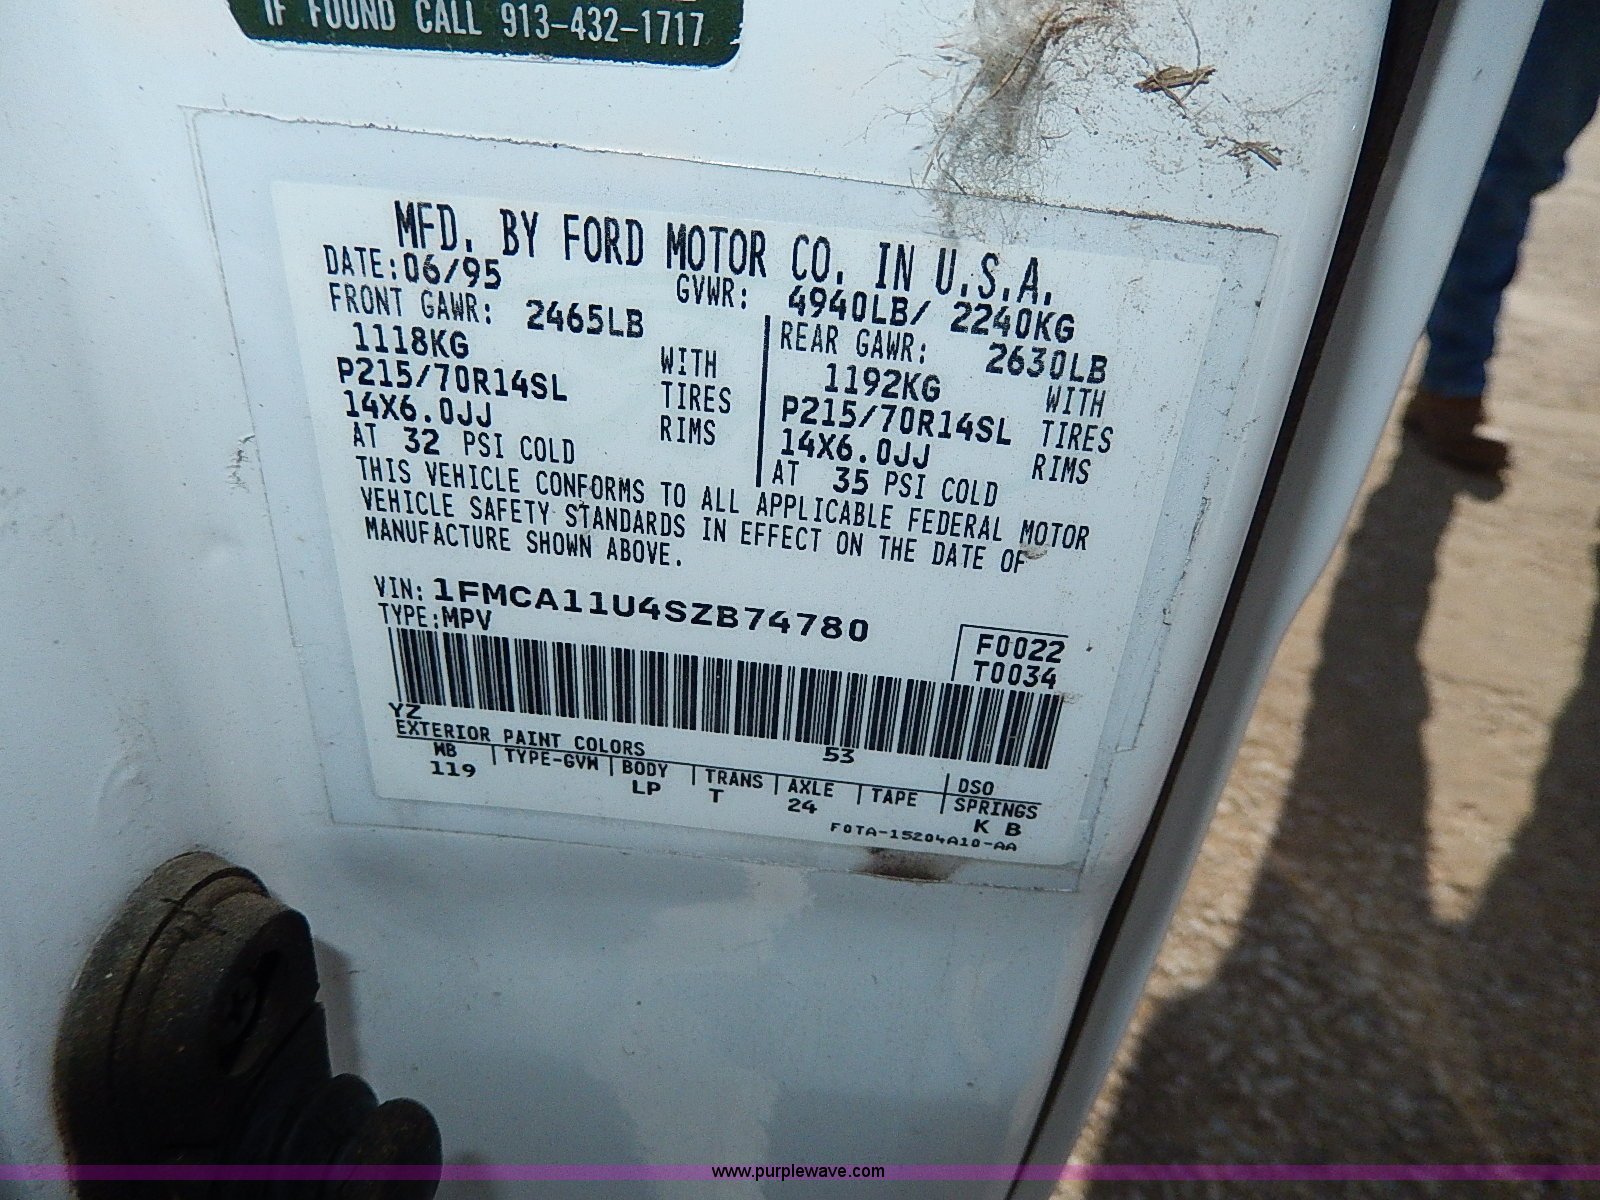 IF FOUND CALL 913-432-1717
MFD. BY FORD MOTOR CO. IN U.S.A.
DATE: 06/95 GVWR: 4940LB/ 2240KG
FRONT GAWR: 2465LB
1118KG WITH
P215/70R14SL TIRES
14X6.0JJ RIMS
AT 32 PSI COLD
REAR GAWR: 2630LB
1192KG WITH
P215/70R14SL TIRES
14X6.0JJ RIMS
AT 35 PSI COLD
THIS VEHICLE CONFORMS TO ALL APPLICABLE FEDERAL MOTOR
VEHICLE SAFETY STANDARDS IN EFFECT ON THE DATE OF
MANUFACTURE SHOWN ABOVE.
VIN: 1FMCA11U4SZB74780
TYPE: MPV
F0022
T0034
YZ
EXTERIOR PAINT COLORS 53 DSO
WB | TYPE-GVW | BODY | TRANS | AXLE | TAPE | SPRINGS
119 LP T 24 K B
F0TA-15204A10-AA
www.purplewave.com